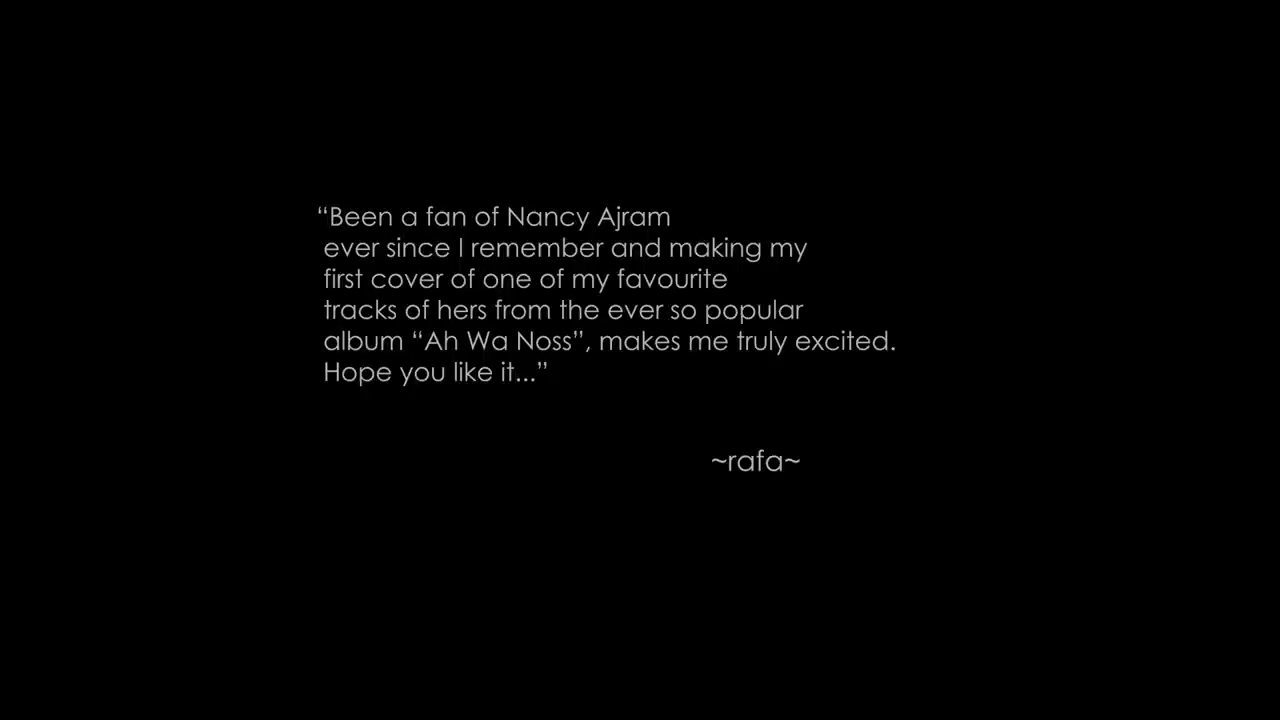 “Been a fan of Nancy Ajram
ever since I remember and making my
first cover of one of my favourite
tracks of hers from the ever so popular
album “Ah Wa Noss”, makes me truly excited.
Hope you like it...”
~rafa~